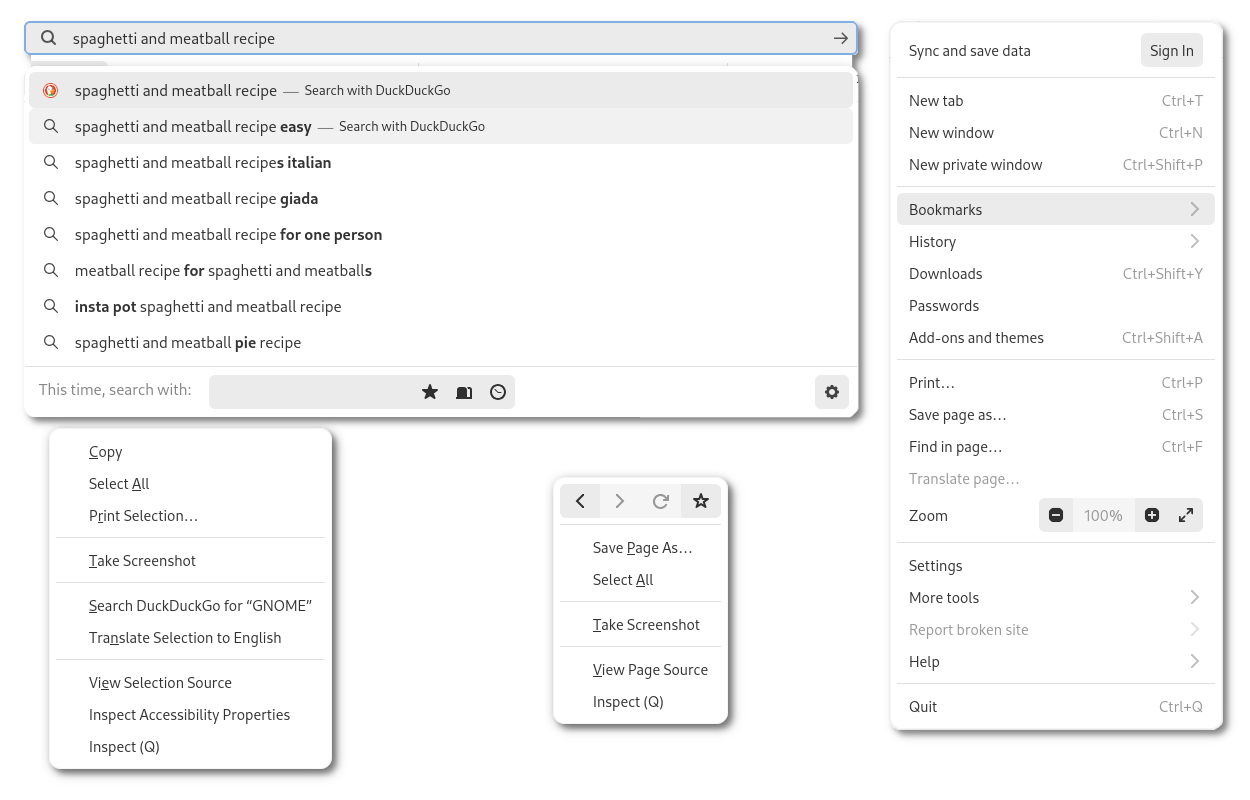 spaghetti and meatball recipe
spaghetti and meatball recipe — Search with DuckDuckGo
spaghetti and meatball recipe easy — Search with DuckDuckGo
spaghetti and meatball recipes italian
spaghetti and meatball recipe giada
spaghetti and meatball recipe for one person
meatball recipe for spaghetti and meatballs
insta pot spaghetti and meatball recipe
spaghetti and meatball pie recipe
This time, search with:
Copy
Select All
Print Selection…
Take Screenshot
Search DuckDuckGo for “GNOME”
Translate Selection to English
View Selection Source
Inspect Accessibility Properties
Inspect (Q)
Save Page As…
Select All
Take Screenshot
View Page Source
Inspect (Q)
Sync and save data Sign In
New tab Ctrl+T
New window Ctrl+N
New private window Ctrl+Shift+P
Bookmarks
History
Downloads Ctrl+Shift+Y
Passwords
Add-ons and themes Ctrl+Shift+A
Print… Ctrl+P
Save page as… Ctrl+S
Find in page… Ctrl+F
Translate page…
Zoom 100%
Settings
More tools
Report broken site
Help
Quit Ctrl+Q